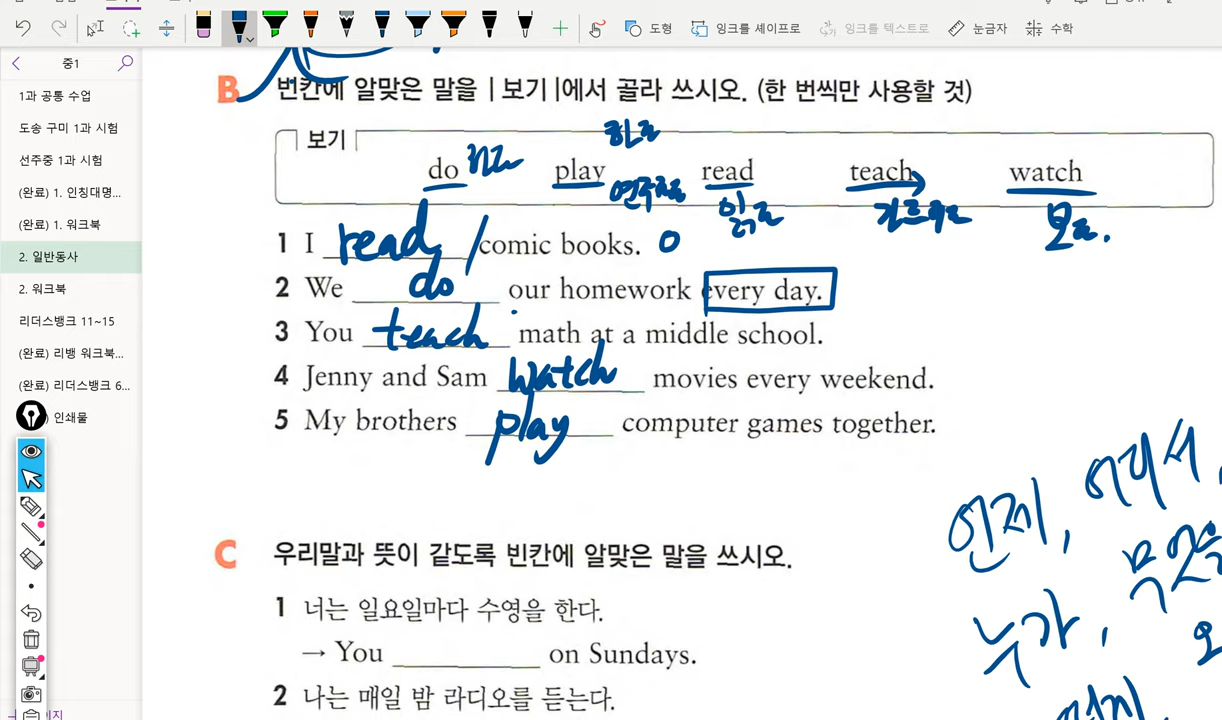 도형 잉크를 셰이프로 잉크를 텍스트로 눈금자 수학
중1
1과 공통 수업
도송 구미 1과 시험
선주중 1과 시험
(완료) 1. 인칭대명...
(완료) 1. 워크북
2. 일반동사
2. 워크북
리더스뱅크 11~15
(완료) 리뱅 워크북...
(완료) 리더스뱅크 6...
인쇄물
B 빈칸에 알맞은 말을 | 보기 |에서 골라 쓰시오. (한 번씩만 사용할 것)
보기
do play read teach watch
연주하다 읽다 가르치다 보다.
1 I read / comic books. O
2 We do our homework every day.
3 You teach math at a middle school.
4 Jenny and Sam watch movies every weekend.
5 My brothers play computer games together.
언제, 어디서,
무엇을
누가,
C 우리말과 뜻이 같도록 빈칸에 알맞은 말을 쓰시오.
1 너는 일요일마다 수영을 한다.
→ You ________ on Sundays.
2 나는 매일 밤 라디오를 듣는다.